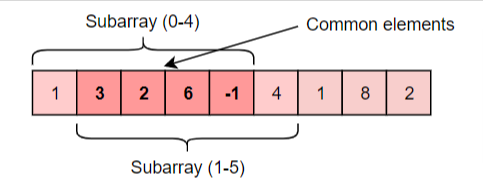 Subarray (0-4)
Common elements
1 3 2 6 -1 4 1 8 2
Subarray (1-5)